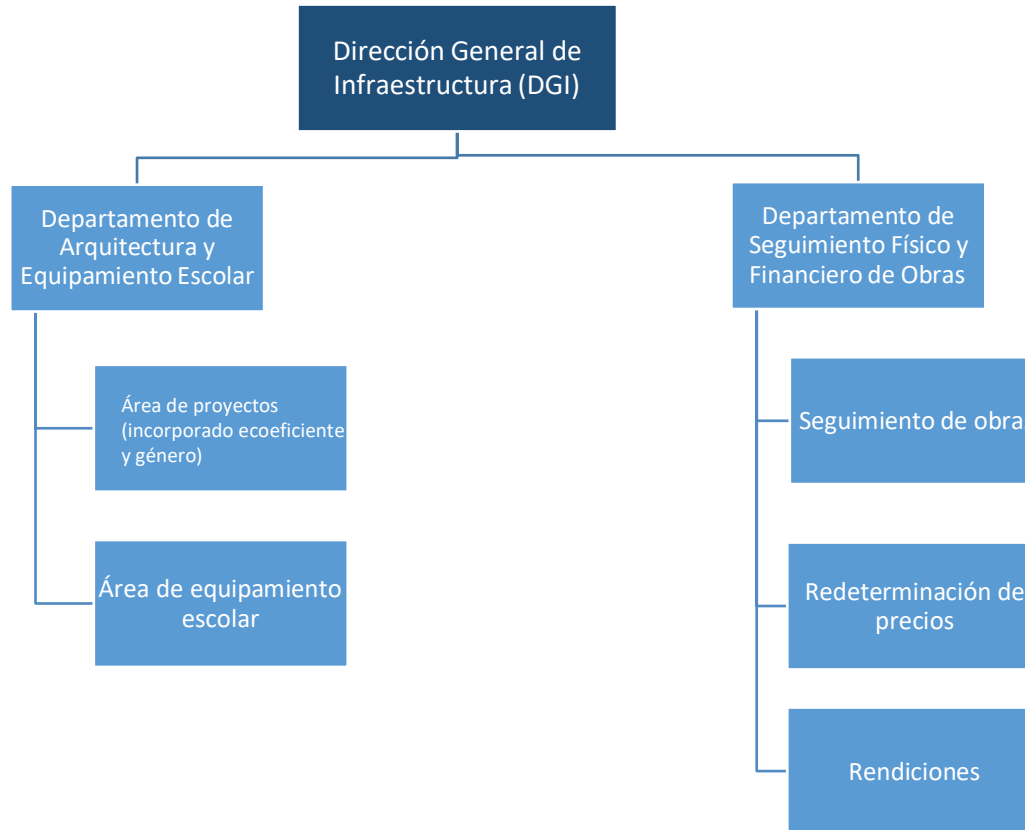 Dirección General de
Infraestructura (DGI)
Departamento de
Arquitectura y
Equipamiento Escolar
Departamento de
Seguimiento Físico y
Financiero de Obras
Área de proyectos
(incorporado ecoeficiente
y género)
Área de equipamiento
escolar
Seguimiento de obras
Redeterminación de
precios
Rendiciones